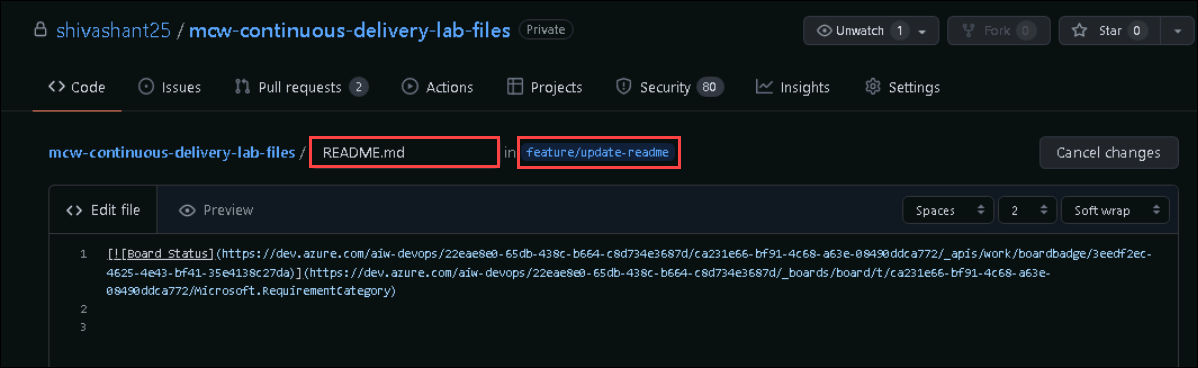 shivashant25 / mcw-continuous-delivery-lab-files Private Unwatch 1 Fork 0 Star 0
Code Issues Pull requests 2 Actions Projects Security 80 Insights Settings
mcw-continuous-delivery-lab-files / README.md in feature/update-readme Cancel changes
<> Edit file Preview Spaces 2 Soft wrap
1 [![Board Status](https://dev.azure.com/aiw-devops/22eae8e0-65db-438c-b664-c8d734e3687d/ca231e66-bf91-4c68-a63e-08490ddca772/_apis/work/boardbadge/3eedf2ec-
4625-4e43-bf41-35e4138c27da)](https://dev.azure.com/aiw-devops/22eae8e0-65db-438c-b664-c8d734e3687d/_boards/board/t/ca231e66-bf91-4c68-a63e-
08490ddca772/Microsoft.RequirementCategory)
2
3